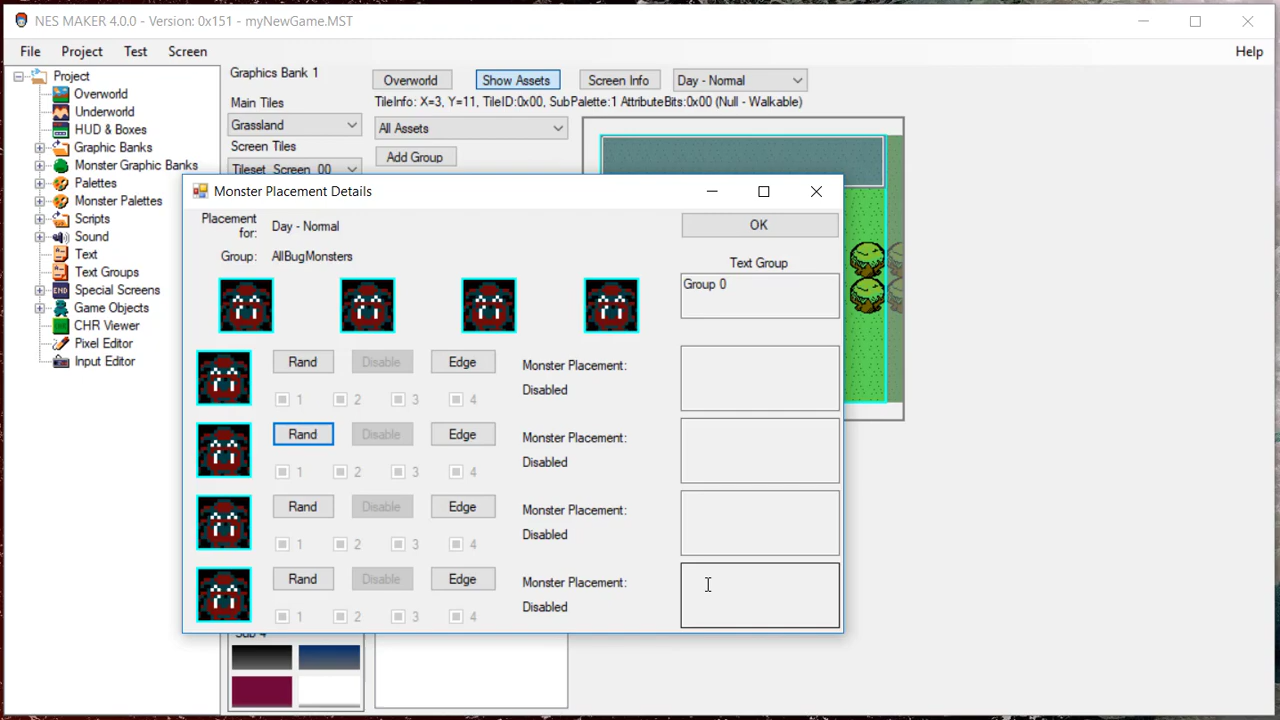 NES MAKER 4.0.0 - Version: 0x151 - myNewGame.MST
File Project Test Screen Help
Project
Overworld
Underworld
HUD & Boxes
Graphics Banks
Monster Graphic Banks
Palettes
Monster Palettes
Scripts
Sound
Text
Text Groups
Special Screens
Game Objects
CHR Viewer
Pixel Editor
Input Editor
Graphics Bank 1
Main Tiles
Grassland
Screen Tiles
Tileset_Screen_00
Overworld Show Assets Screen Info Day - Normal
TileInfo: X=3, Y=11, TileID:0x00, SubPalette:1 AttributeBits:0x00 (Null - Walkable)
All Assets
Add Group
Monster Placement Details
Placement for: Day - Normal
Group: AllBugMonsters
OK
Text Group
Group 0
Rand Disable Edge Monster Placement:
1 2 3 4 Disabled
Rand Disable Edge Monster Placement:
1 2 3 4 Disabled
Rand Disable Edge Monster Placement:
1 2 3 4 Disabled
Rand Disable Edge Monster Placement:
1 2 3 4 Disabled
Sub 4